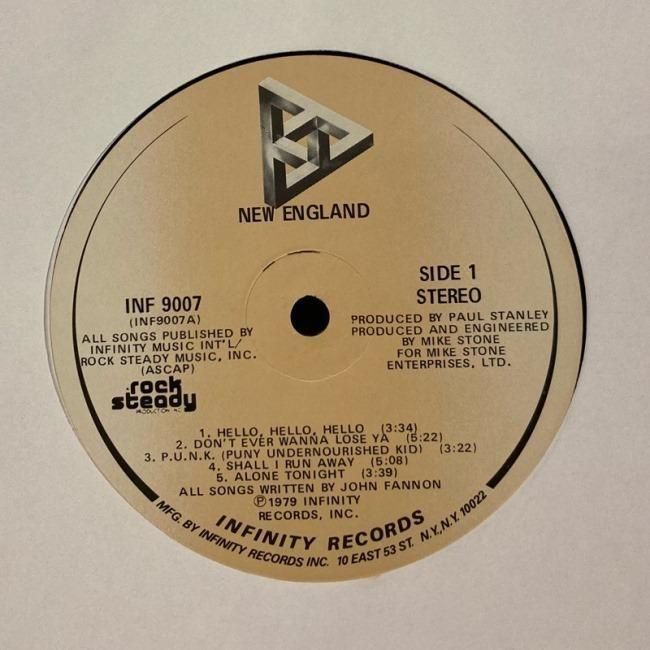 NEW ENGLAND
INF 9007
(INF9007A)
ALL SONGS PUBLISHED BY
INFINITY MUSIC INT'L/
ROCK STEADY MUSIC, INC.
(ASCAP)
rock
steady
PRODUCTION INC
SIDE 1
STEREO
PRODUCED BY PAUL STANLEY
PRODUCED AND ENGINEERED
BY MIKE STONE
FOR MIKE STONE
ENTERPRISES, LTD.
1. HELLO, HELLO, HELLO (3:34)
2. DON'T EVER WANNA LOSE YA (5:22)
3. P.U.N.K. (PUNY UNDERNOURISHED KID) (3:22)
4. SHALL I RUN AWAY (5:08)
5. ALONE TONIGHT (3:39)
ALL SONGS WRITTEN BY JOHN FANNON
℗1979 INFINITY
RECORDS, INC.
INFINITY RECORDS
MFG. BY INFINITY RECORDS INC. 10 EAST 53 ST. N.Y., N.Y. 10022